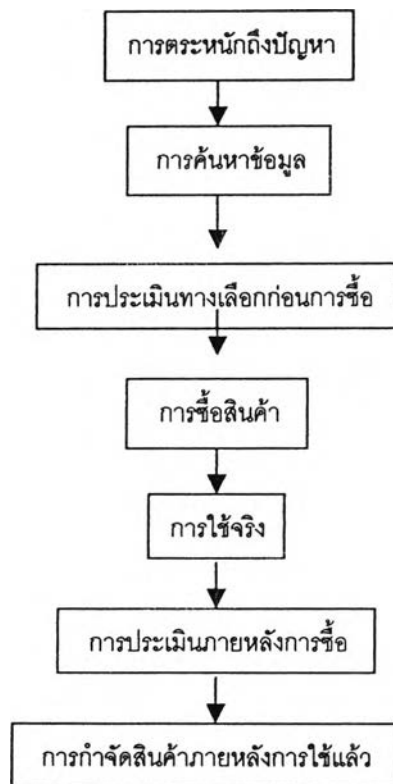 การตระหนักถึงปัญหา
การค้นหาข้อมูล
การประเมินทางเลือกก่อนการซื้อ
การซื้อสินค้า
การใช้จริง
การประเมินภายหลังการซื้อ
การกำจัดสินค้าภายหลังการใช้แล้ว